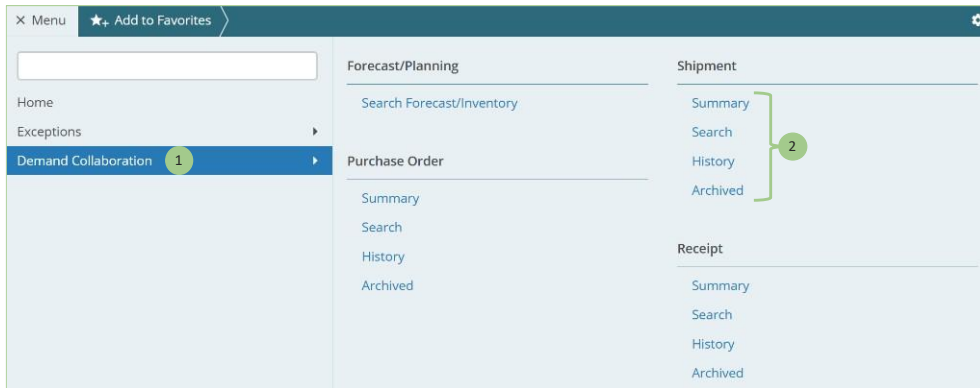 × Menu
Add to Favorites
Home
Exceptions
Demand Collaboration 1
Forecast/Planning
Search Forecast/Inventory
Purchase Order
Summary
Search
History
Archived
Shipment
Summary
Search
History
Archived
2
Receipt
Summary
Search
History
Archived